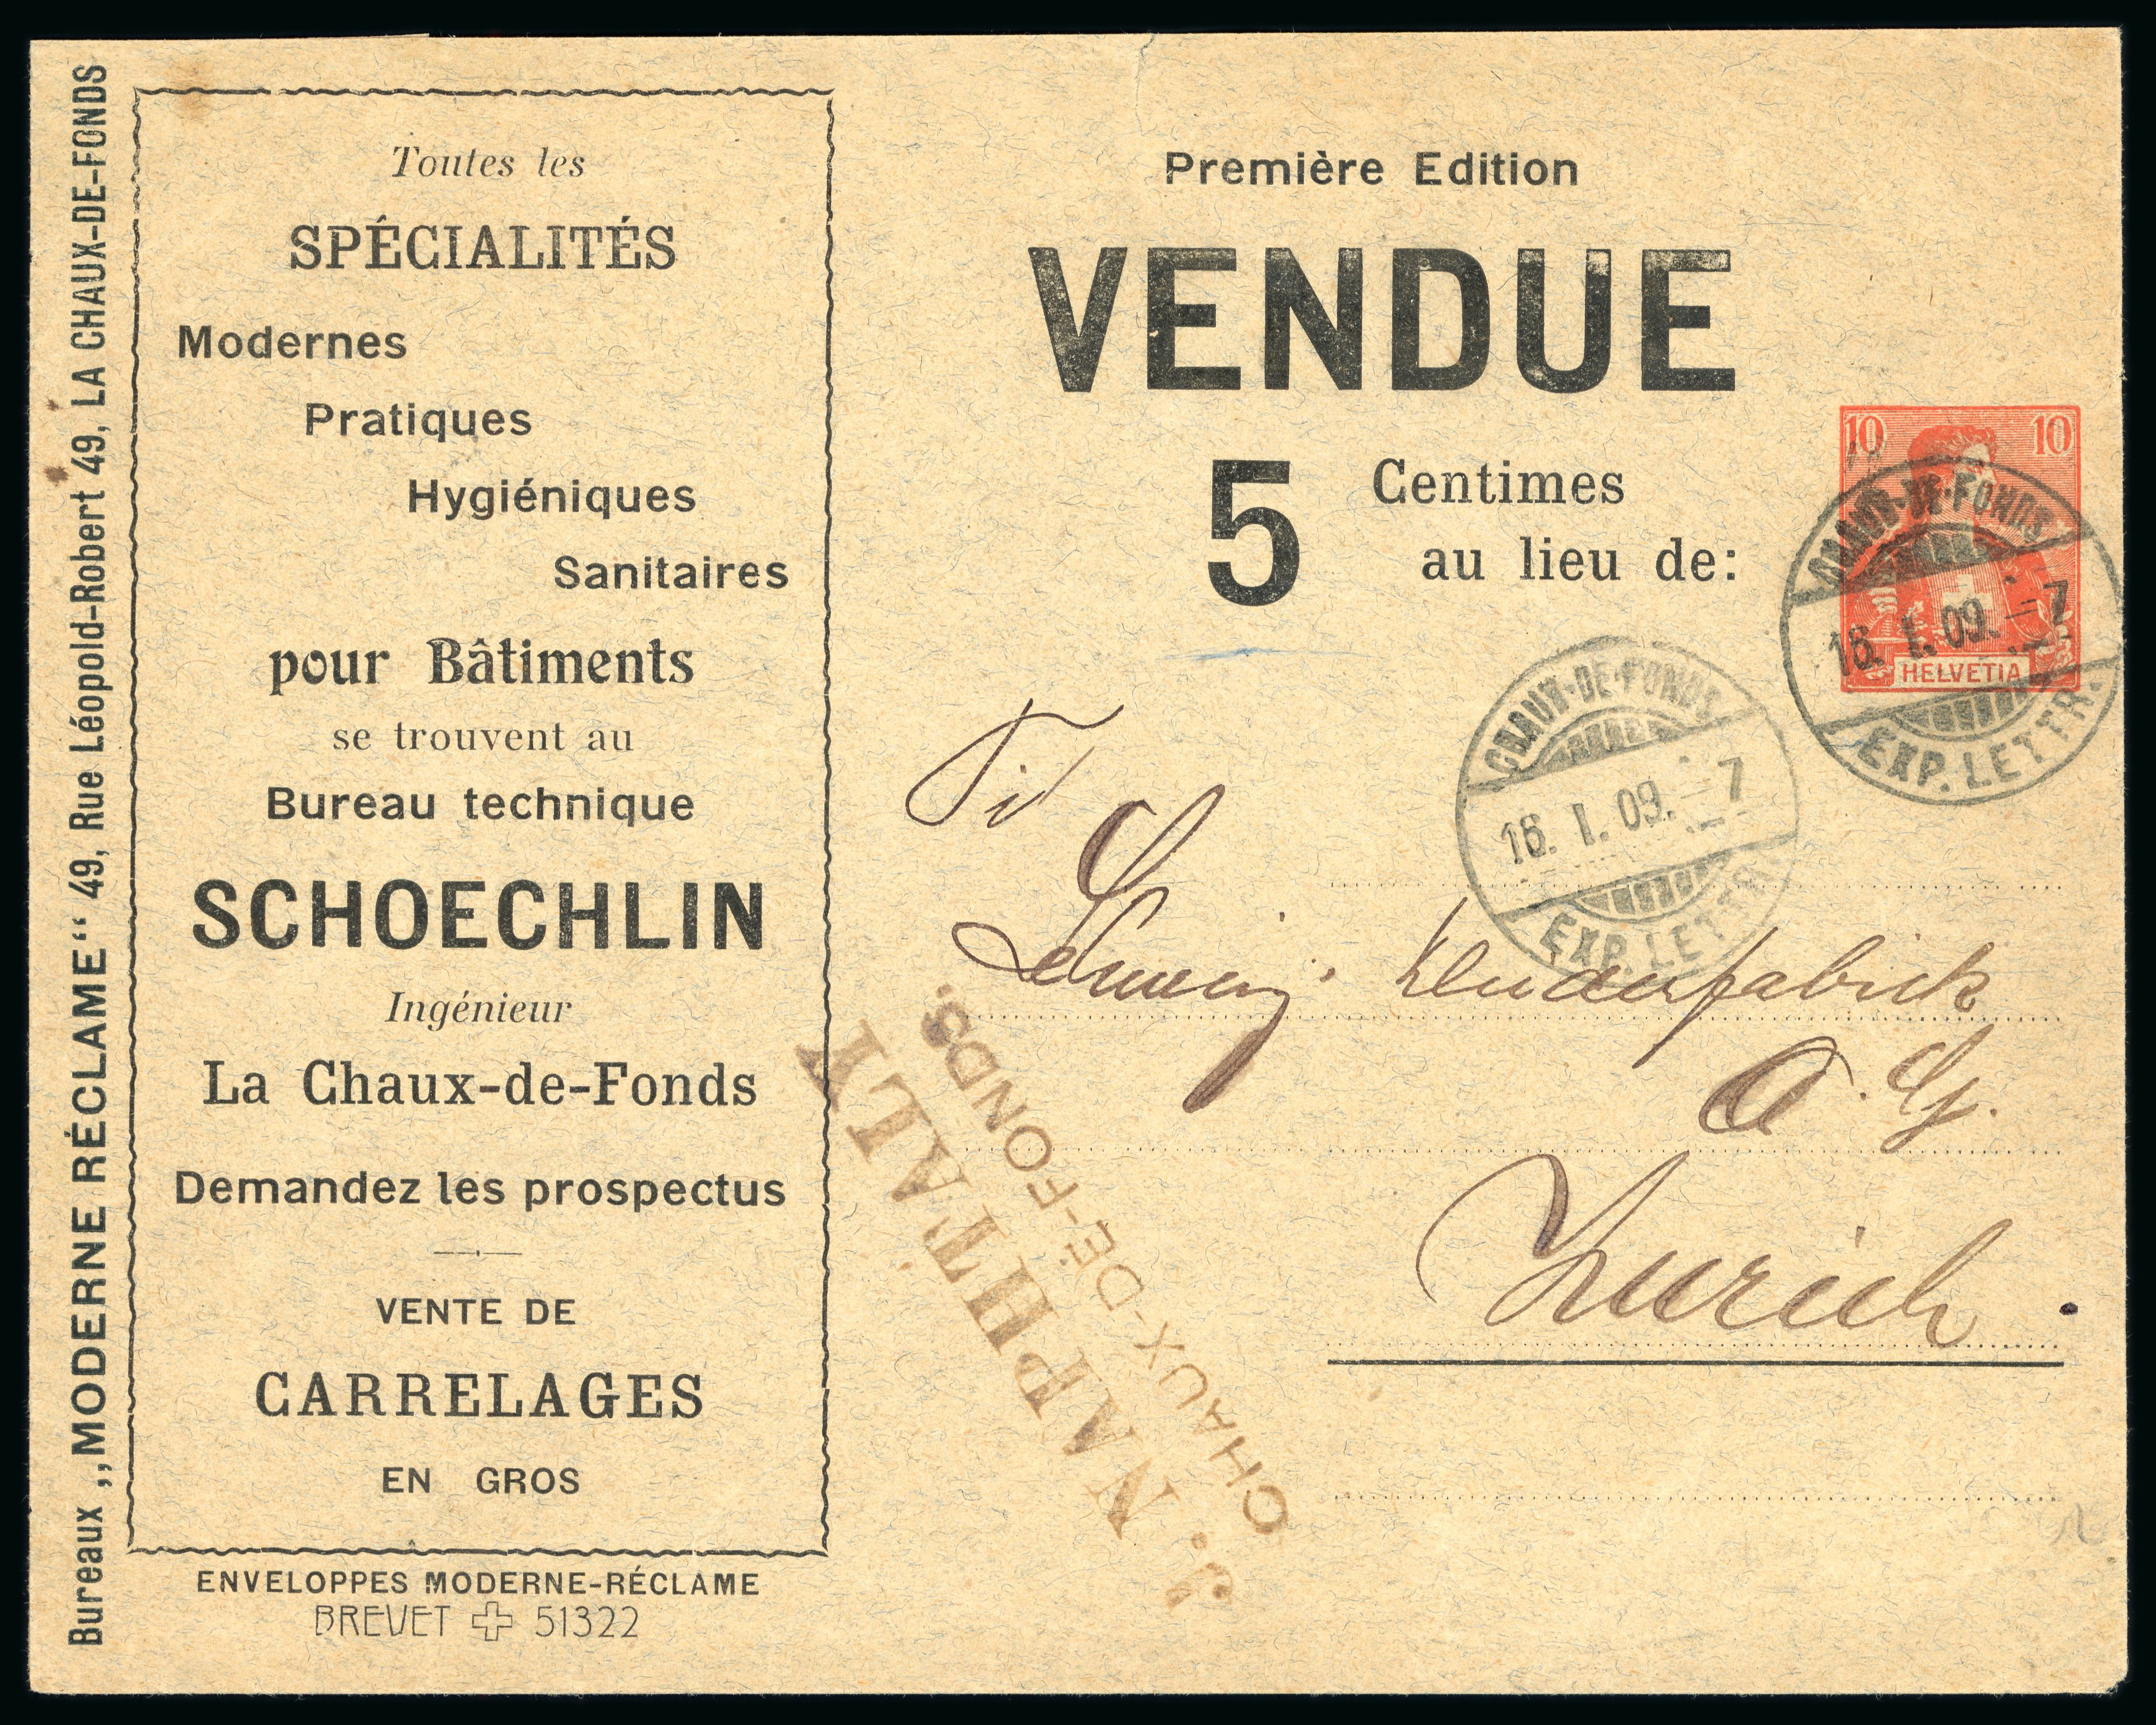 Bureaux „MODERNE RÉCLAME“ 49, Rue Léopold-Robert 49, LA CHAUX-DE-FONDS
Toutes les
SPÉCIALITÉS
Modernes
Pratiques
Hygiéniques
Sanitaires
pour Bâtiments
se trouvent au
Bureau technique
SCHOECHLIN
Ingénieur
La Chaux-de-Fonds
Demandez les prospectus
VENTE DE
CARRELAGES
EN GROS
ENVELOPPES MODERNE-RÉCLAME
BREVET 51322
Première Edition
VENDUE
5 Centimes
au lieu de:
10 10
HELVETIA
CHAUX-DE-FONDS
16. I. 09. – 7
EXP. LETTR.
CHAUX-DE-FONDS
16. I. 09. – 7
EXP. LETTR.
Tit
Schweiz.
A. G.
Zurich.
J. NAPHTALY
CHAUX-DE-FONDS.